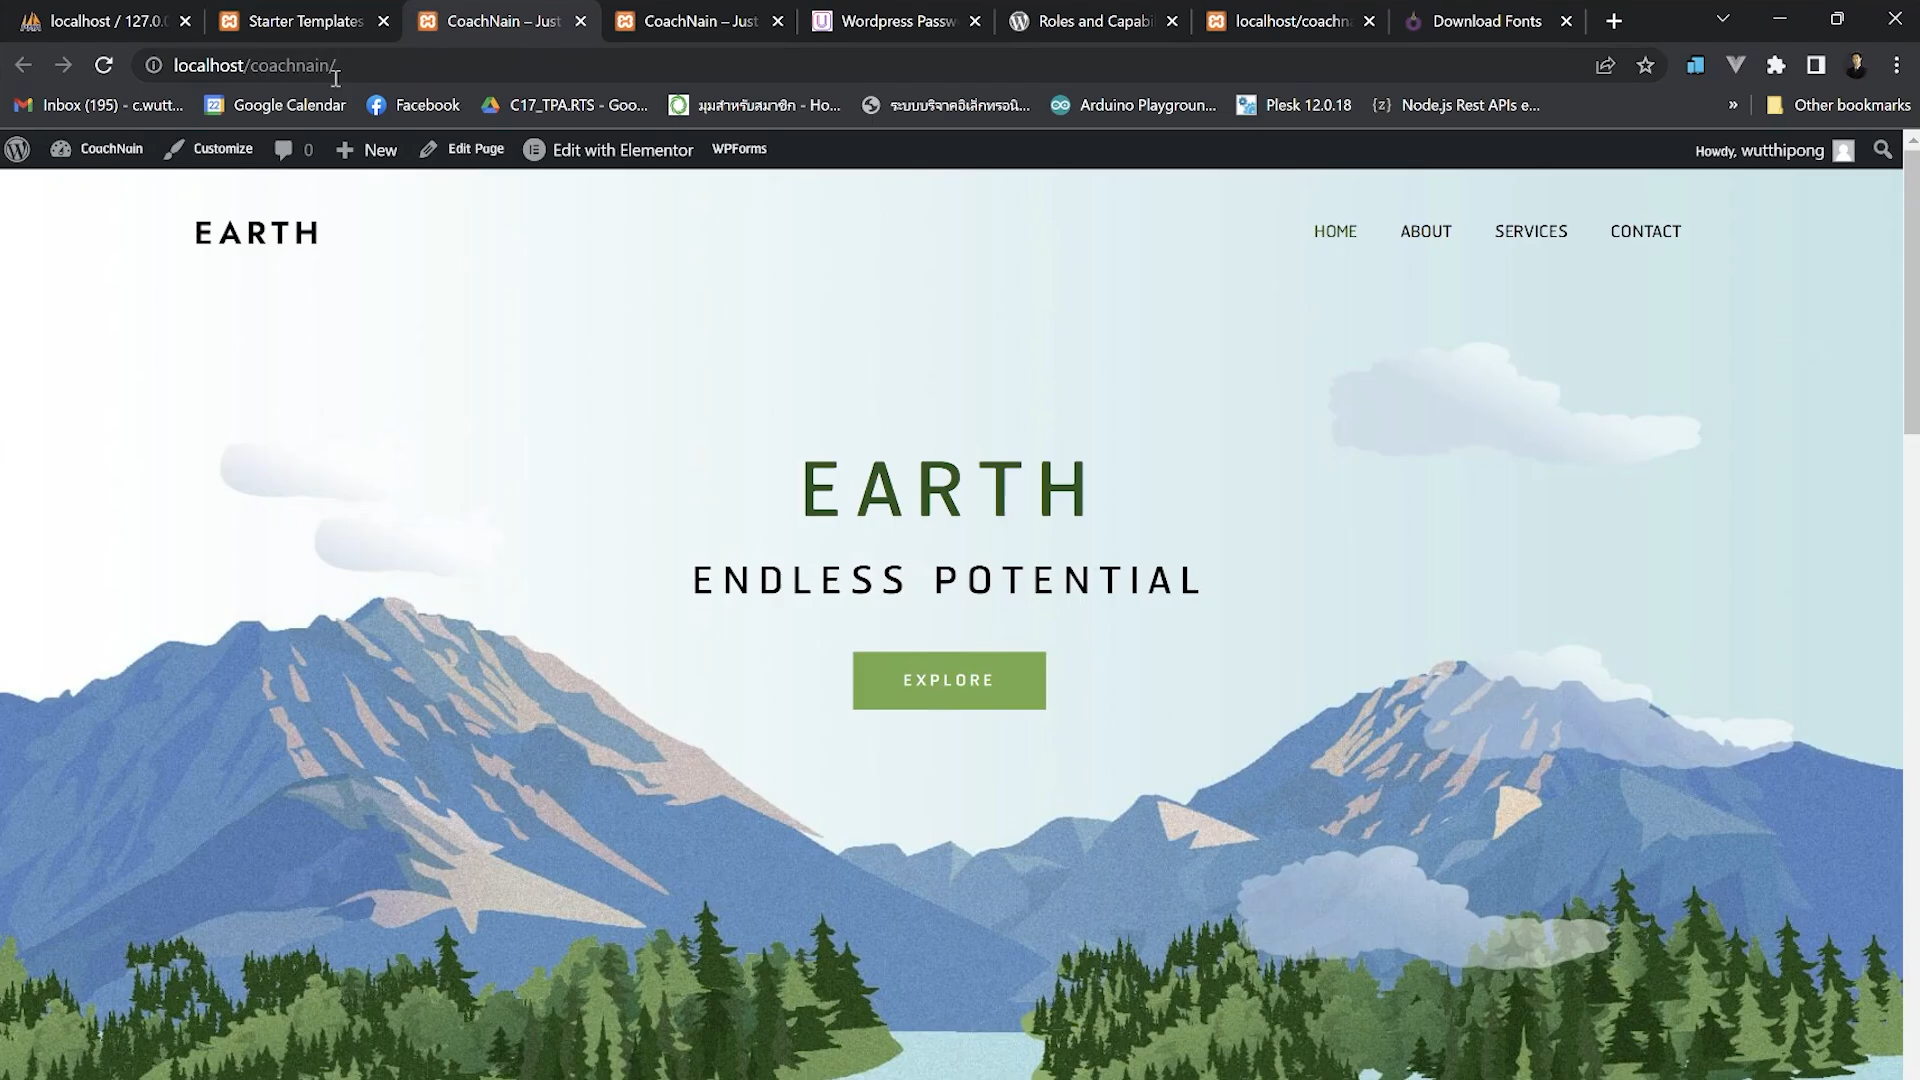 localhost / 127.0.0
Starter Templates
CoachNain – Just
CoachNain – Just
Wordpress Passw
Roles and Capabi
localhost/coachn
Download Fonts
localhost/coachnain/
Inbox (195) - c.wutt...
Google Calendar
Facebook
C17_TPA.RTS - Goo...
มุมสำหรับสมาชิก - Ho...
ระบบบริจาคอิเล็กทรอนิ...
Arduino Playgroun...
Plesk 12.0.18
Node.js Rest APIs e...
»
Other bookmarks
CoachNain
Customize
0
New
Edit Page
Edit with Elementor
WPForms
Howdy, wutthipong
EARTH
HOME
ABOUT
SERVICES
CONTACT
EARTH
ENDLESS POTENTIAL
EXPLORE